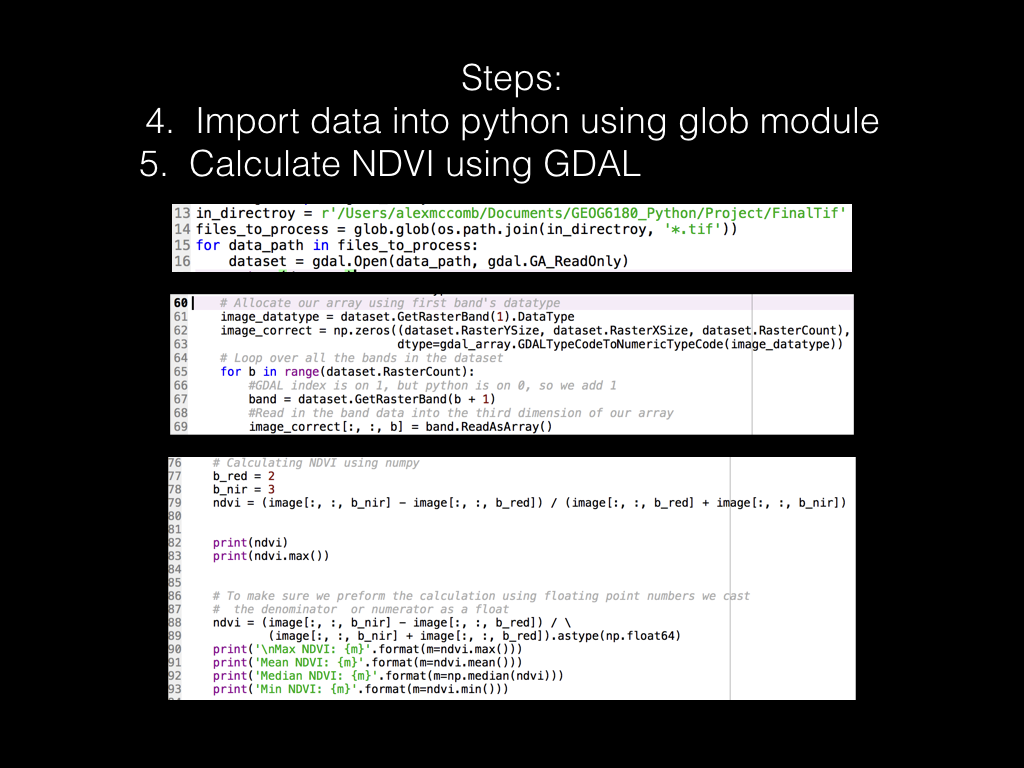 Steps:
4. Import data into python using glob module
5. Calculate NDVI using GDAL
13 in_directroy = r'/Users/alexmccomb/Documents/GEOG6180_Python/Project/FinalTif'
14 files_to_process = glob.glob(os.path.join(in_directroy, '*.tif'))
15 for data_path in files_to_process:
16     dataset = gdal.Open(data_path, gdal.GA_ReadOnly)
60     # Allocate our array using first band's datatype
61     image_datatype = dataset.GetRasterBand(1).DataType
62     image_correct = np.zeros((dataset.RasterYSize, dataset.RasterXSize, dataset.RasterCount),
63                              dtype=gdal_array.GDALTypeCodeToNumericTypeCode(image_datatype))
64     # Loop over all the bands in the dataset
65     for b in range(dataset.RasterCount):
66         #GDAL index is on 1, but python is on 0, so we add 1
67         band = dataset.GetRasterBand(b + 1)
68         #Read in the band data into the third dimension of our array
69         image_correct[:, :, b] = band.ReadAsArray()
76     # Calculating NDVI using numpy
77     b_red = 2
78     b_nir = 3
79     ndvi = (image[:, :, b_nir] - image[:, :, b_red]) / (image[:, :, b_red] + image[:, :, b_nir])
80
81
82     print(ndvi)
83     print(ndvi.max())
84
85
86     # To make sure we preform the calculation using floating point numbers we cast
87     #  the denominator  or numerator as a float
88     ndvi = (image[:, :, b_nir] - image[:, :, b_red]) / \
89            (image[:, :, b_nir] + image[:, :, b_red]).astype(np.float64)
90     print('\nMax NDVI: {m}'.format(m=ndvi.max()))
91     print('Mean NDVI: {m}'.format(m=ndvi.mean()))
92     print('Median NDVI: {m}'.format(m=np.median(ndvi)))
93     print('Min NDVI: {m}'.format(m=ndvi.min()))